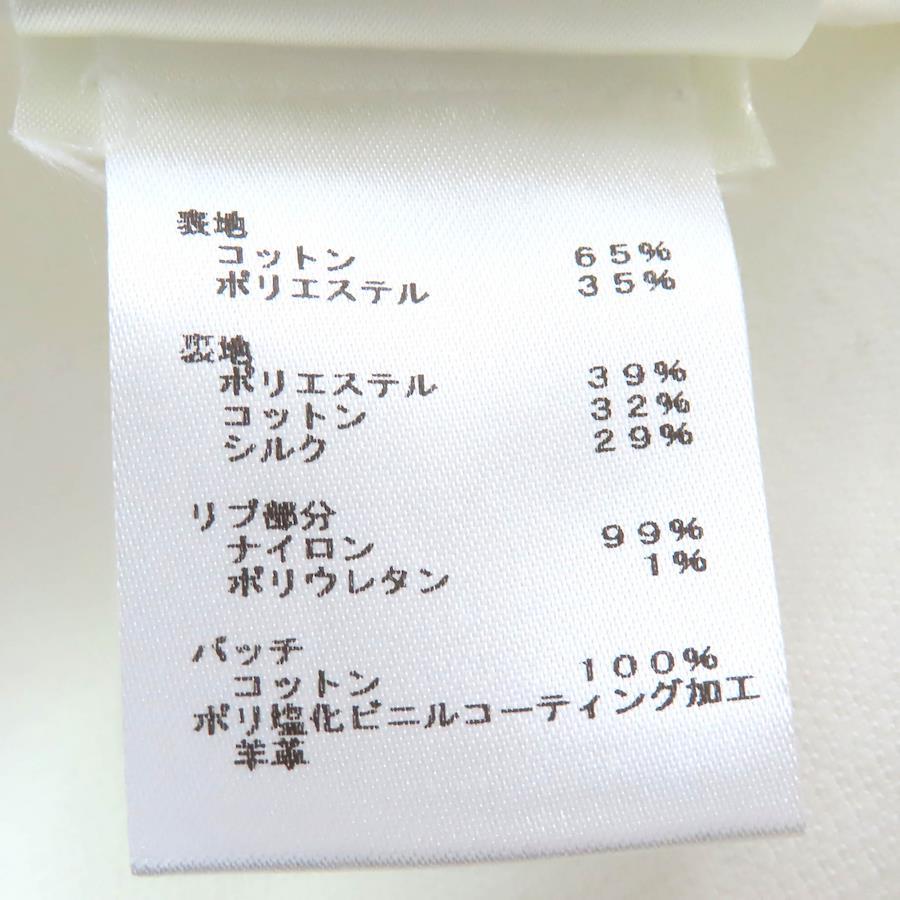 表地
コットン 65%
ポリエステル 35%
裏地
ポリエステル 39%
コットン 32%
シルク 29%
リブ部分
ナイロン 99%
ポリウレタン 1%
パッチ
コットン 100%
ポリ塩化ビニルコーティング加工
羊革